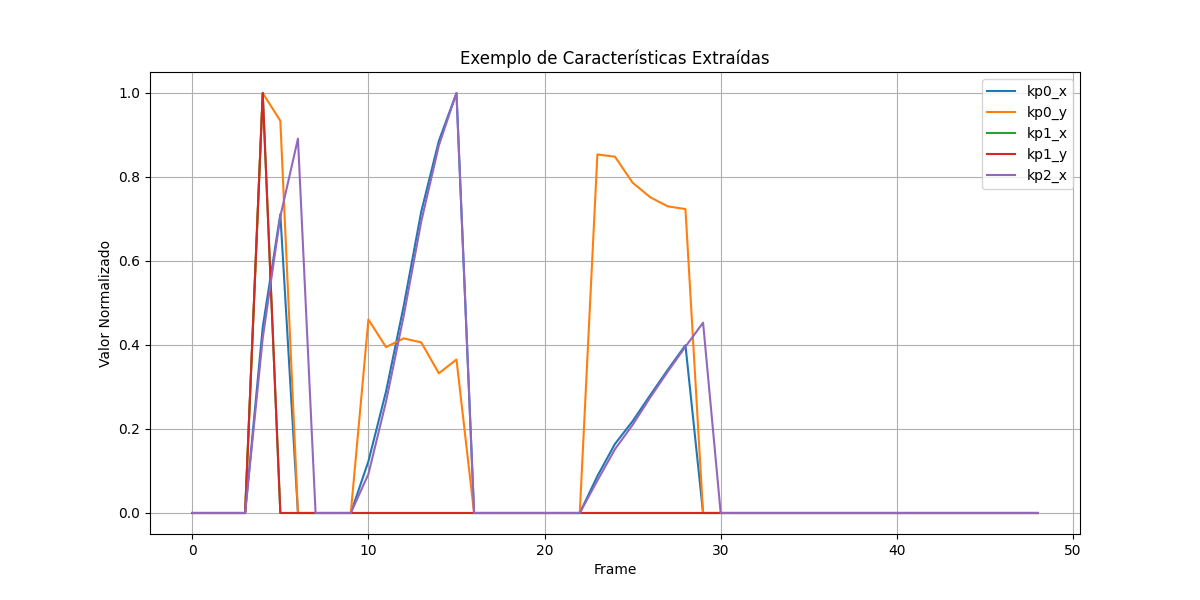 Exemplo de Características Extraídas
1.0
0.8
0.6
0.4
0.2
0.0
Valor Normalizado
0
10
20
30
40
50
Frame
kp0_x
kp0_y
kp1_x
kp1_y
kp2_x